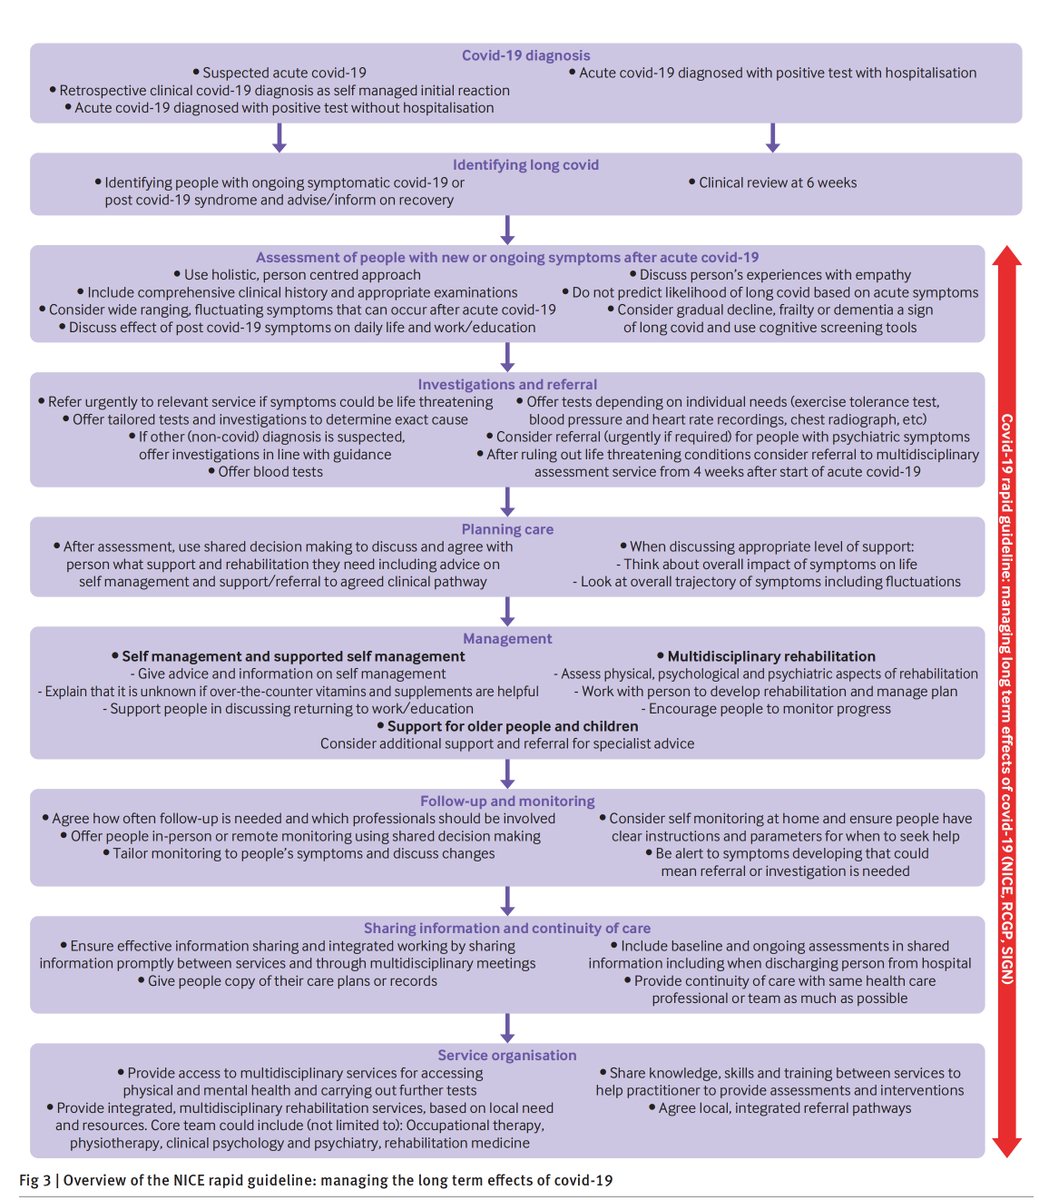 Covid-19 diagnosis
• Suspected acute covid-19
• Retrospective clinical covid-19 diagnosis as self managed initial reaction
• Acute covid-19 diagnosed with positive test without hospitalisation
• Acute covid-19 diagnosed with positive test with hospitalisation
Identifying long covid
• Identifying people with ongoing symptomatic covid-19 or
post covid-19 syndrome and advise/inform on recovery
• Clinical review at 6 weeks
Assessment of people with new or ongoing symptoms after acute covid-19
• Use holistic, person centred approach
• Include comprehensive clinical history and appropriate examinations
• Consider wide ranging, fluctuating symptoms that can occur after acute covid-19
• Discuss effect of post covid-19 symptoms on daily life and work/education
• Discuss person's experiences with empathy
• Do not predict likelihood of long covid based on acute symptoms
• Consider gradual decline, frailty or dementia a sign
of long covid and use cognitive screening tools
Investigations and referral
• Refer urgently to relevant service if symptoms could be life threatening
• Offer tailored tests and investigations to determine exact cause
• If other (non-covid) diagnosis is suspected,
offer investigations in line with guidance
• Offer blood tests
• Offer tests depending on individual needs (exercise tolerance test,
blood pressure and heart rate recordings, chest radiograph, etc)
• Consider referral (urgently if required) for people with psychiatric symptoms
• After ruling out life threatening conditions consider referral to multidisciplinary
assessment service from 4 weeks after start of acute covid-19
Planning care
• After assessment, use shared decision making to discuss and agree with
person what support and rehabilitation they need including advice on
self management and support/referral to agreed clinical pathway
• When discussing appropriate level of support:
- Think about overall impact of symptoms on life
- Look at overall trajectory of symptoms including fluctuations
Management
• Self management and supported self management
- Give advice and information on self management
- Explain that it is unknown if over-the-counter vitamins and supplements are helpful
- Support people in discussing returning to work/education
• Multidisciplinary rehabilitation
- Assess physical, psychological and psychiatric aspects of rehabilitation
- Work with person to develop rehabilitation and manage plan
- Encourage people to monitor progress
• Support for older people and children
Consider additional support and referral for specialist advice
Follow-up and monitoring
• Agree how often follow-up is needed and which professionals should be involved
• Offer people in-person or remote monitoring using shared decision making
• Tailor monitoring to people's symptoms and discuss changes
• Consider self monitoring at home and ensure people have
clear instructions and parameters for when to seek help
• Be alert to symptoms developing that could
mean referral or investigation is needed
Sharing information and continuity of care
• Ensure effective information sharing and integrated working by sharing
information promptly between services and through multidisciplinary meetings
• Give people copy of their care plans or records
• Include baseline and ongoing assessments in shared
information including when discharging person from hospital
• Provide continuity of care with same health care
professional or team as much as possible
Service organisation
• Provide access to multidisciplinary services for accessing
physical and mental health and carrying out further tests
• Provide integrated, multidisciplinary rehabilitation services, based on local need
and resources. Core team could include (not limited to): Occupational therapy,
physiotherapy, clinical psychology and psychiatry, rehabilitation medicine
• Share knowledge, skills and training between services to
help practitioner to provide assessments and interventions
• Agree local, integrated referral pathways
Covid-19 rapid guideline: managing long term effects of covid-19 (NICE, RCGP, SIGN)
Fig 3 | Overview of the NICE rapid guideline: managing the long term effects of covid-19